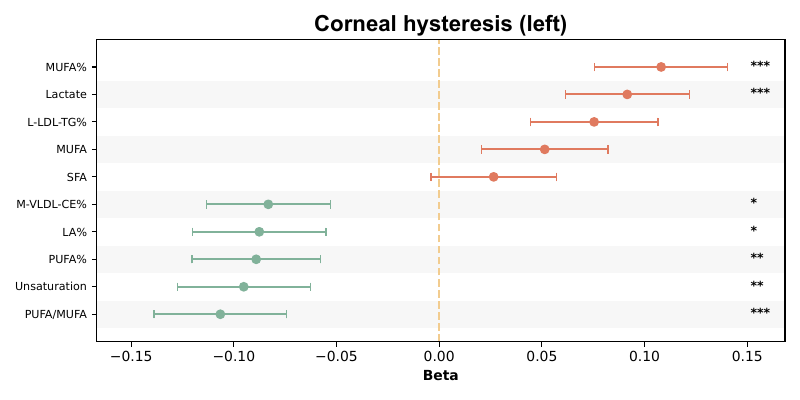 Corneal hysteresis (left)
MUFA% ***
Lactate ***
L-LDL-TG%
MUFA
SFA
M-VLDL-CE% *
LA% *
PUFA% **
Unsaturation **
PUFA/MUFA ***
−0.15 −0.10 −0.05 0.00 0.05 0.10 0.15
Beta